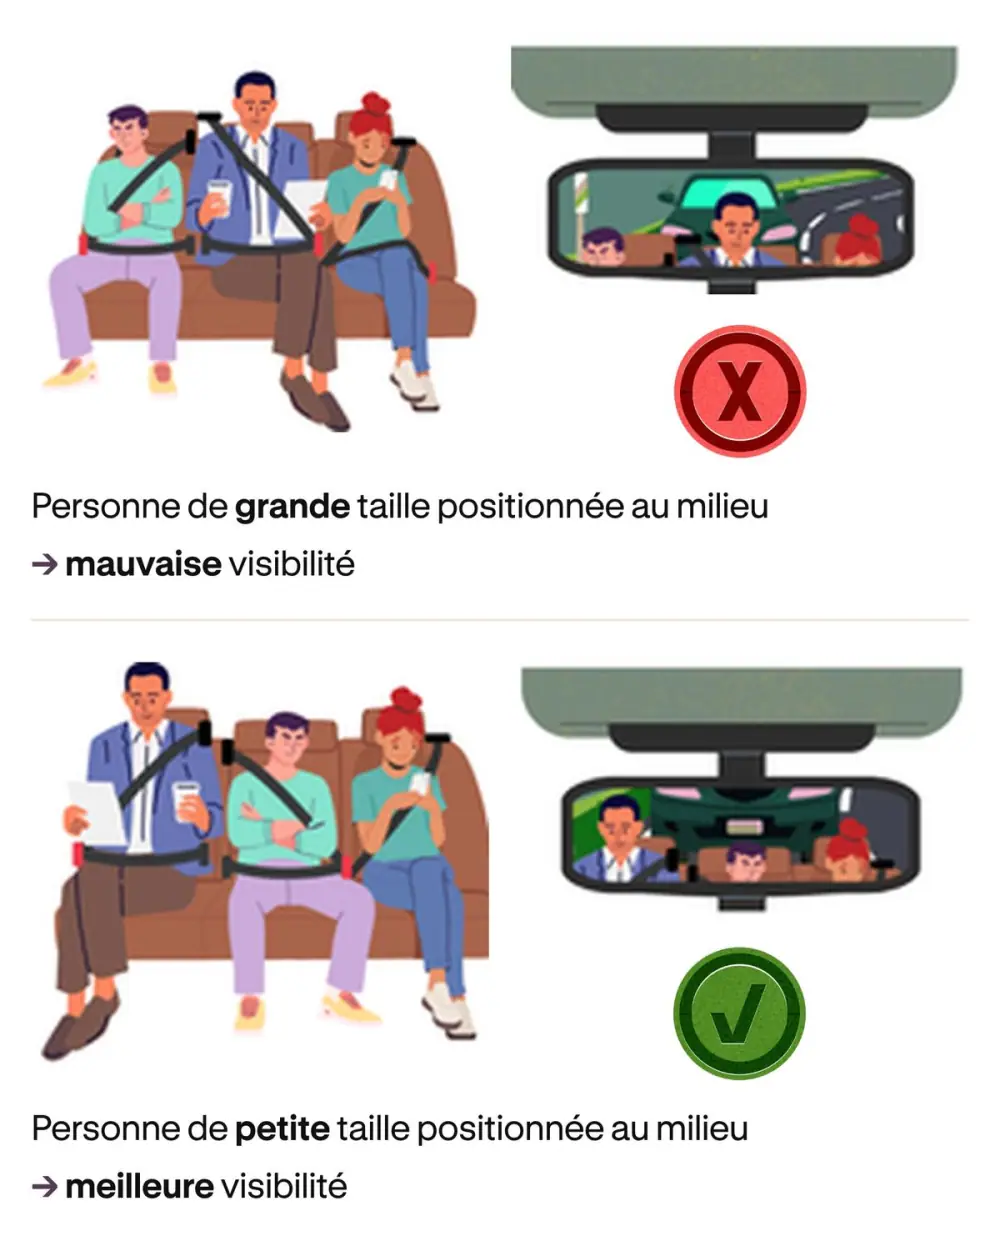 X
Personne de grande taille positionnée au milieu
→ mauvaise visibilité
Personne de petite taille positionnée au milieu
→ meilleure visibilité